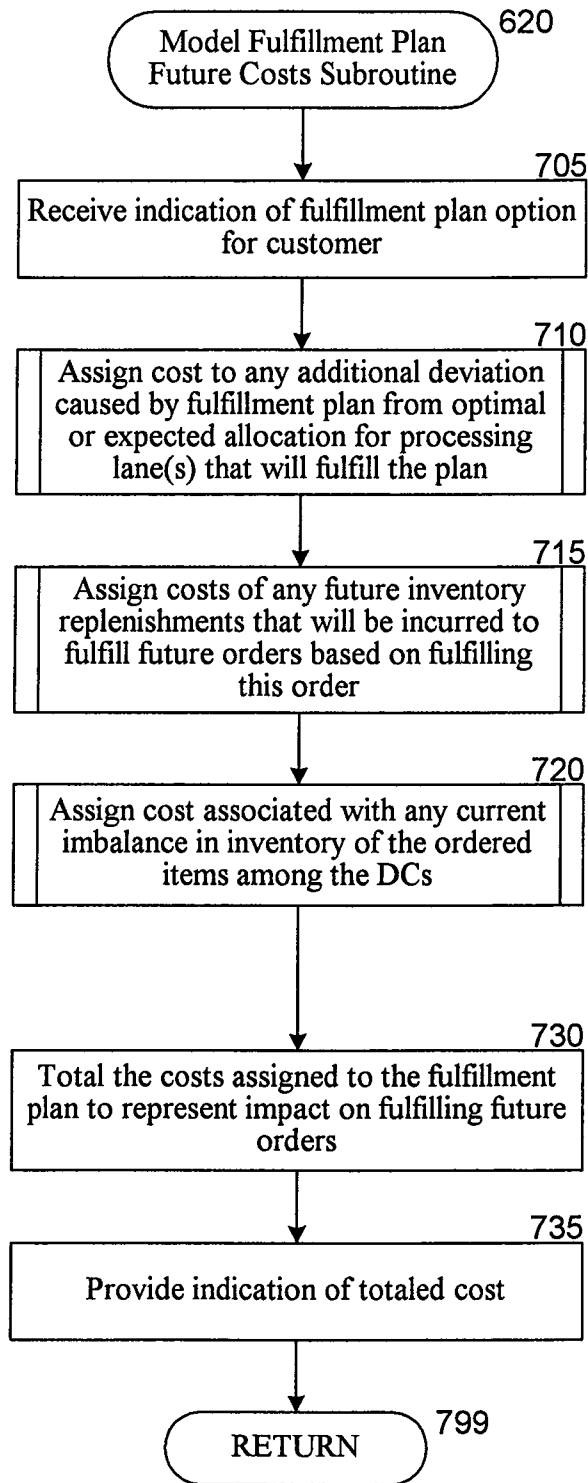 620
Model Fulfillment Plan
Future Costs Subroutine
705
Receive indication of fulfillment plan option
for customer
710
Assign cost to any additional deviation
caused by fulfillment plan from optimal
or expected allocation for processing
lane(s) that will fulfill the plan
715
Assign costs of any future inventory
replenishments that will be incurred to
fulfill future orders based on fulfilling
this order
720
Assign cost associated with any current
imbalance in inventory of the ordered
items among the DCs
730
Total the costs assigned to the fulfillment
plan to represent impact on fulfilling future
orders
735
Provide indication of totaled cost
799
RETURN